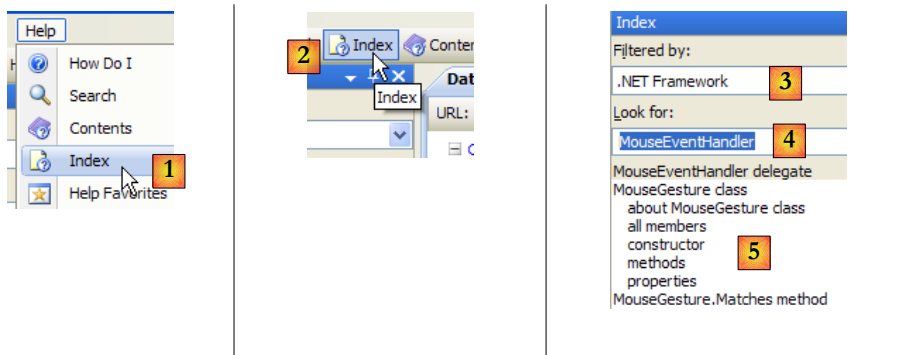 Help
How Do I
Search
Contents
Index
1
Help Favorites
2
Index
Conter
Dat
Index
URL:
Index
Filtered by:
.NET Framework
3
Look for:
MouseEventHandler
4
MouseEventHandler delegate
MouseGesture class
about MouseGesture class
all members
constructor
5
methods
properties
MouseGesture.Matches method